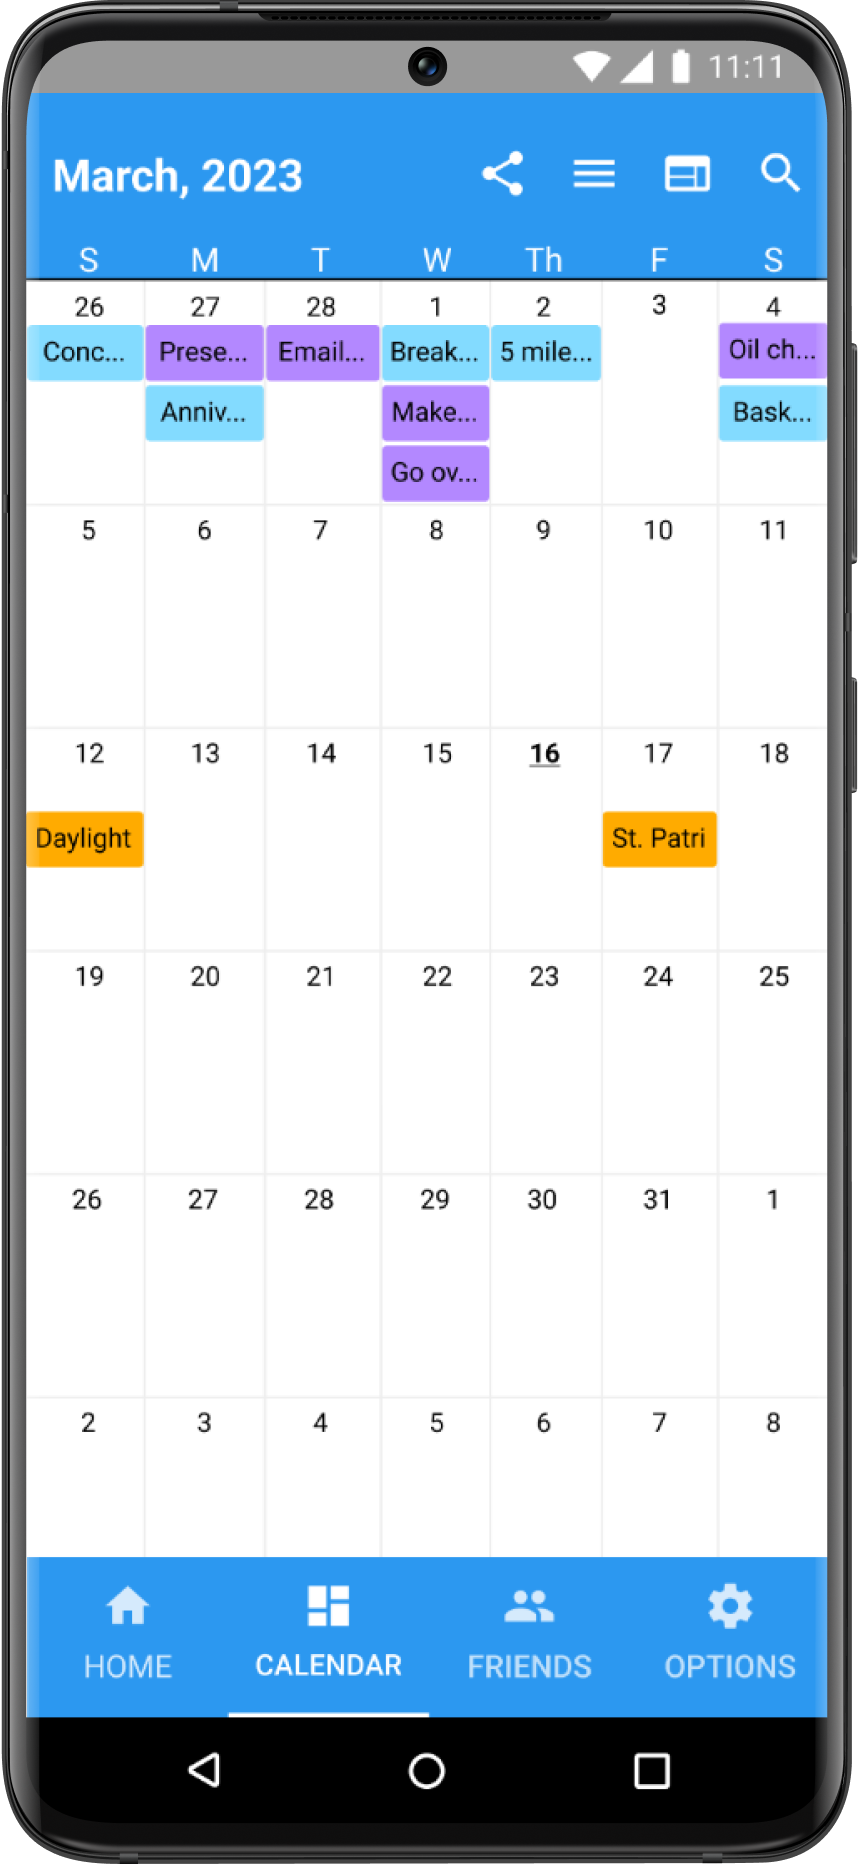 11:11
March, 2023
S M T W Th F S
26 27 28 1 2 3 4
Conc... Prese... Email... Break... 5 mile... Oil ch...
Anniv... Make... Bask...
Go ov...
5 6 7 8 9 10 11
12 13 14 15 16 17 18
Daylight St. Patri
19 20 21 22 23 24 25
26 27 28 29 30 31 1
2 3 4 5 6 7 8
HOME CALENDAR FRIENDS OPTIONS